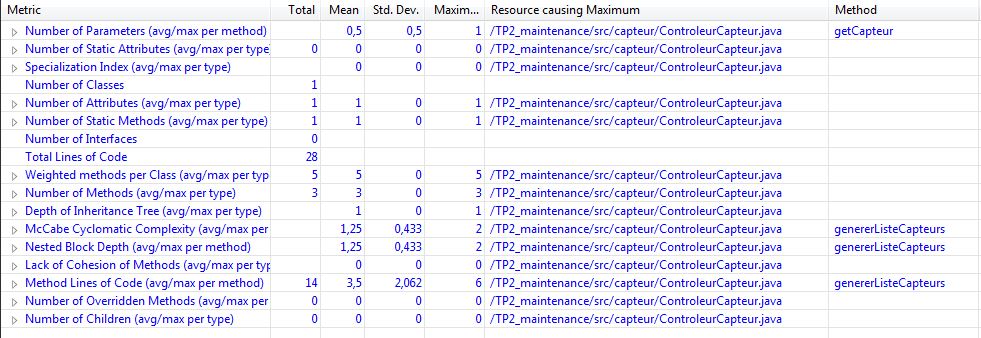 Metric Total Mean Std. Dev. Maxim... Resource causing Maximum Method
Number of Parameters (avg/max per method) 0,5 0,5 1 /TP2_maintenance/src/capteur/ControleurCapteur.java getCapteur
Number of Static Attributes (avg/max per type 0 0 0 0 /TP2_maintenance/src/capteur/ControleurCapteur.java
Specialization Index (avg/max per type) 0 0 0 /TP2_maintenance/src/capteur/ControleurCapteur.java
Number of Classes 1
Number of Attributes (avg/max per type) 1 1 0 1 /TP2_maintenance/src/capteur/ControleurCapteur.java
Number of Static Methods (avg/max per type) 1 1 0 1 /TP2_maintenance/src/capteur/ControleurCapteur.java
Number of Interfaces 0
Total Lines of Code 28
Weighted methods per Class (avg/max per typ 5 5 0 5 /TP2_maintenance/src/capteur/ControleurCapteur.java
Number of Methods (avg/max per type) 3 3 0 3 /TP2_maintenance/src/capteur/ControleurCapteur.java
Depth of Inheritance Tree (avg/max per type) 1 0 1 /TP2_maintenance/src/capteur/ControleurCapteur.java
McCabe Cyclomatic Complexity (avg/max per 1,25 0,433 2 /TP2_maintenance/src/capteur/ControleurCapteur.java genererListeCapteurs
Nested Block Depth (avg/max per method) 1,25 0,433 2 /TP2_maintenance/src/capteur/ControleurCapteur.java genererListeCapteurs
Lack of Cohesion of Methods (avg/max per typ 0 0 0 /TP2_maintenance/src/capteur/ControleurCapteur.java
Method Lines of Code (avg/max per method) 14 3,5 2,062 6 /TP2_maintenance/src/capteur/ControleurCapteur.java genererListeCapteurs
Number of Overridden Methods (avg/max per 0 0 0 0 /TP2_maintenance/src/capteur/ControleurCapteur.java
Number of Children (avg/max per type) 0 0 0 0 /TP2_maintenance/src/capteur/ControleurCapteur.java